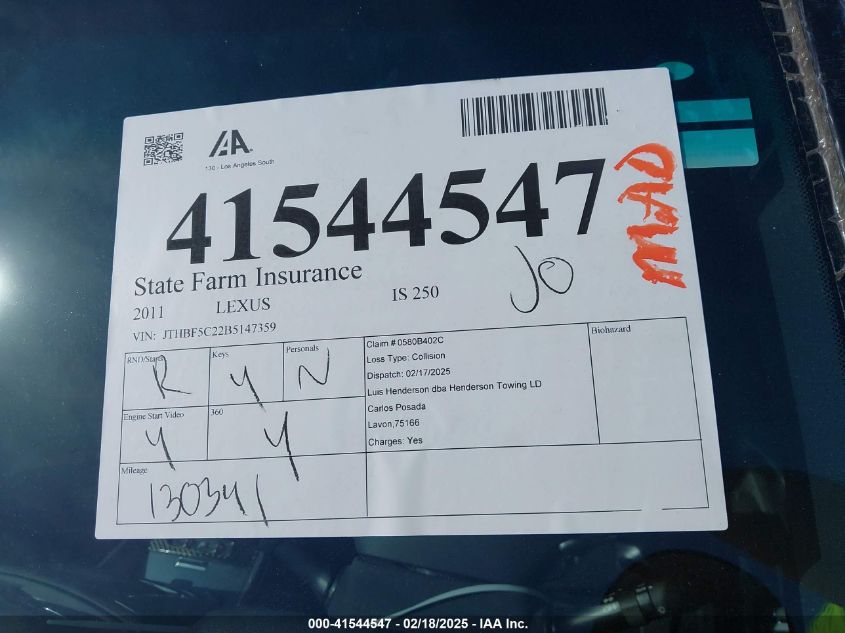 IAA.
130 - Los Angeles South
41544547
State Farm Insurance
2011 LEXUS IS 250
JO
VIN: JTHBF5C22B5147359
RND/Starts Keys Personals
R Y N
Claim # 0580B402C
Loss Type: Collision
Dispatch: 02/17/2025
Luis Henderson dba Henderson Towing LD
Carlos Posada
Lavon,75166
Charges: Yes
Biohazard
Engine Start Video 360
Y Y
Mileage
130341
000-41544547 - 02/18/2025 - IAA Inc.